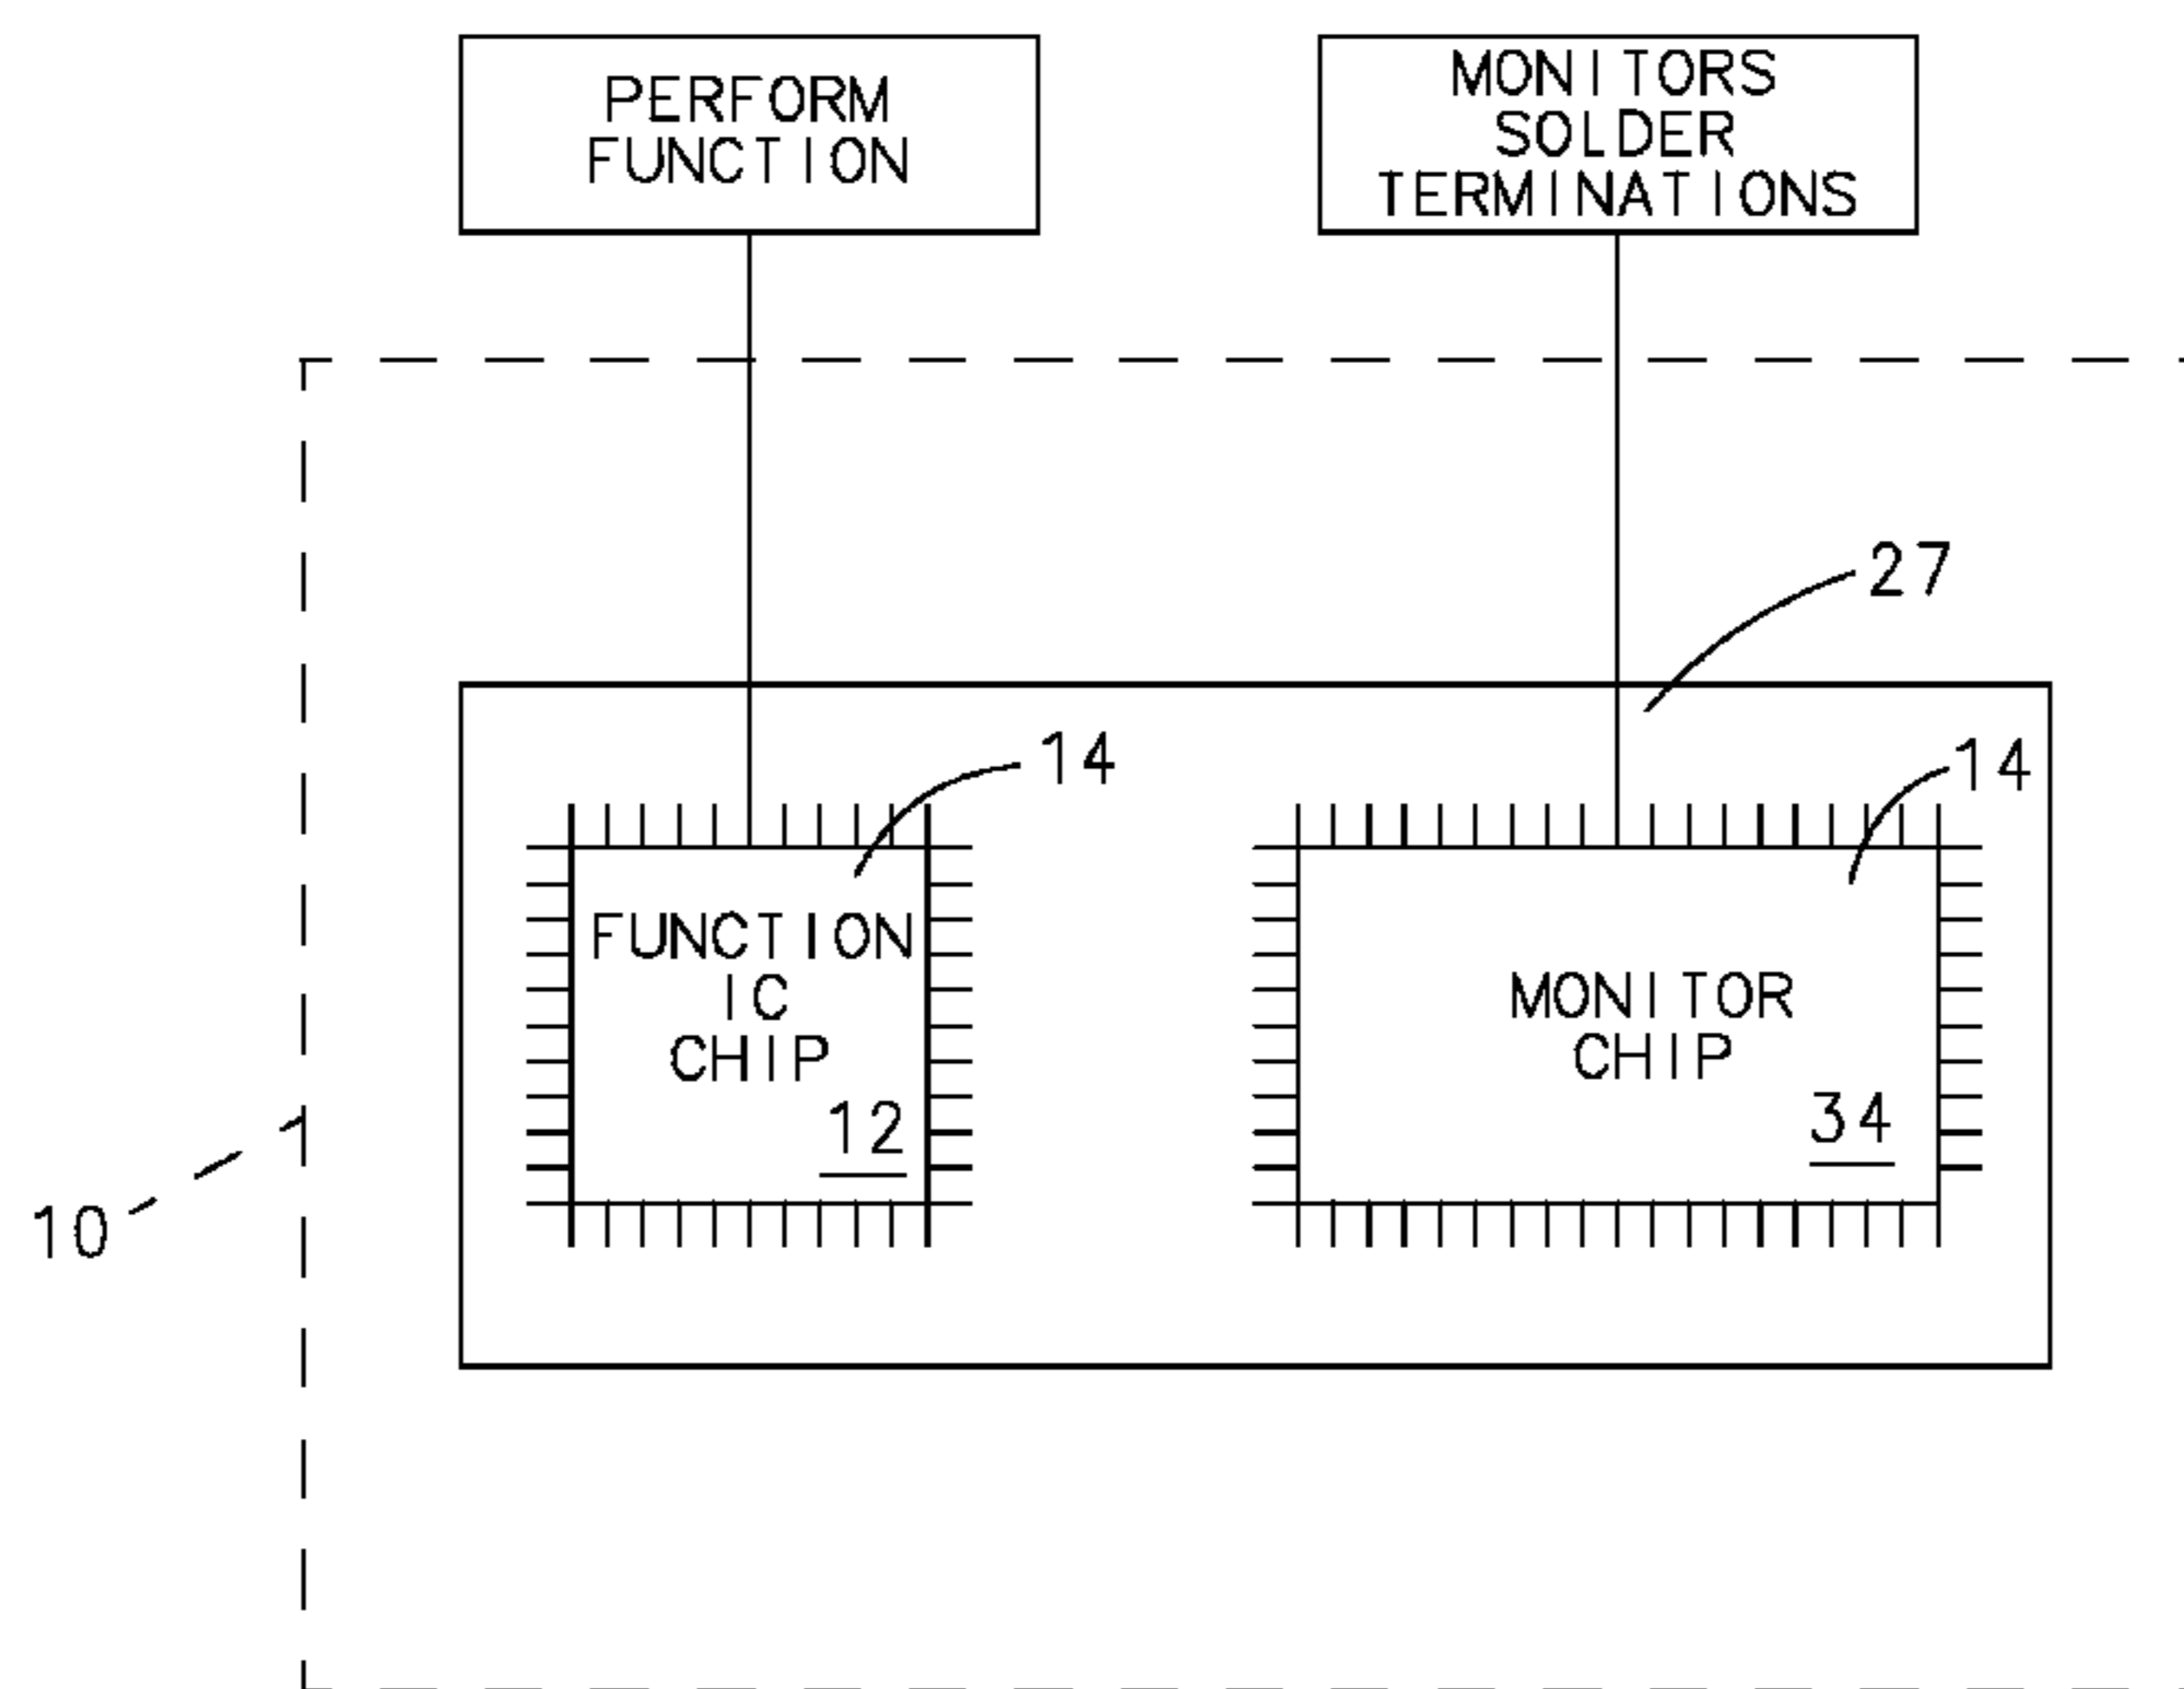 PERFORM
FUNCTION
MONITORS
SOLDER
TERMINATIONS
27
14
14
FUNCTION
IC
CHIP
12
MONITOR
CHIP
34
10